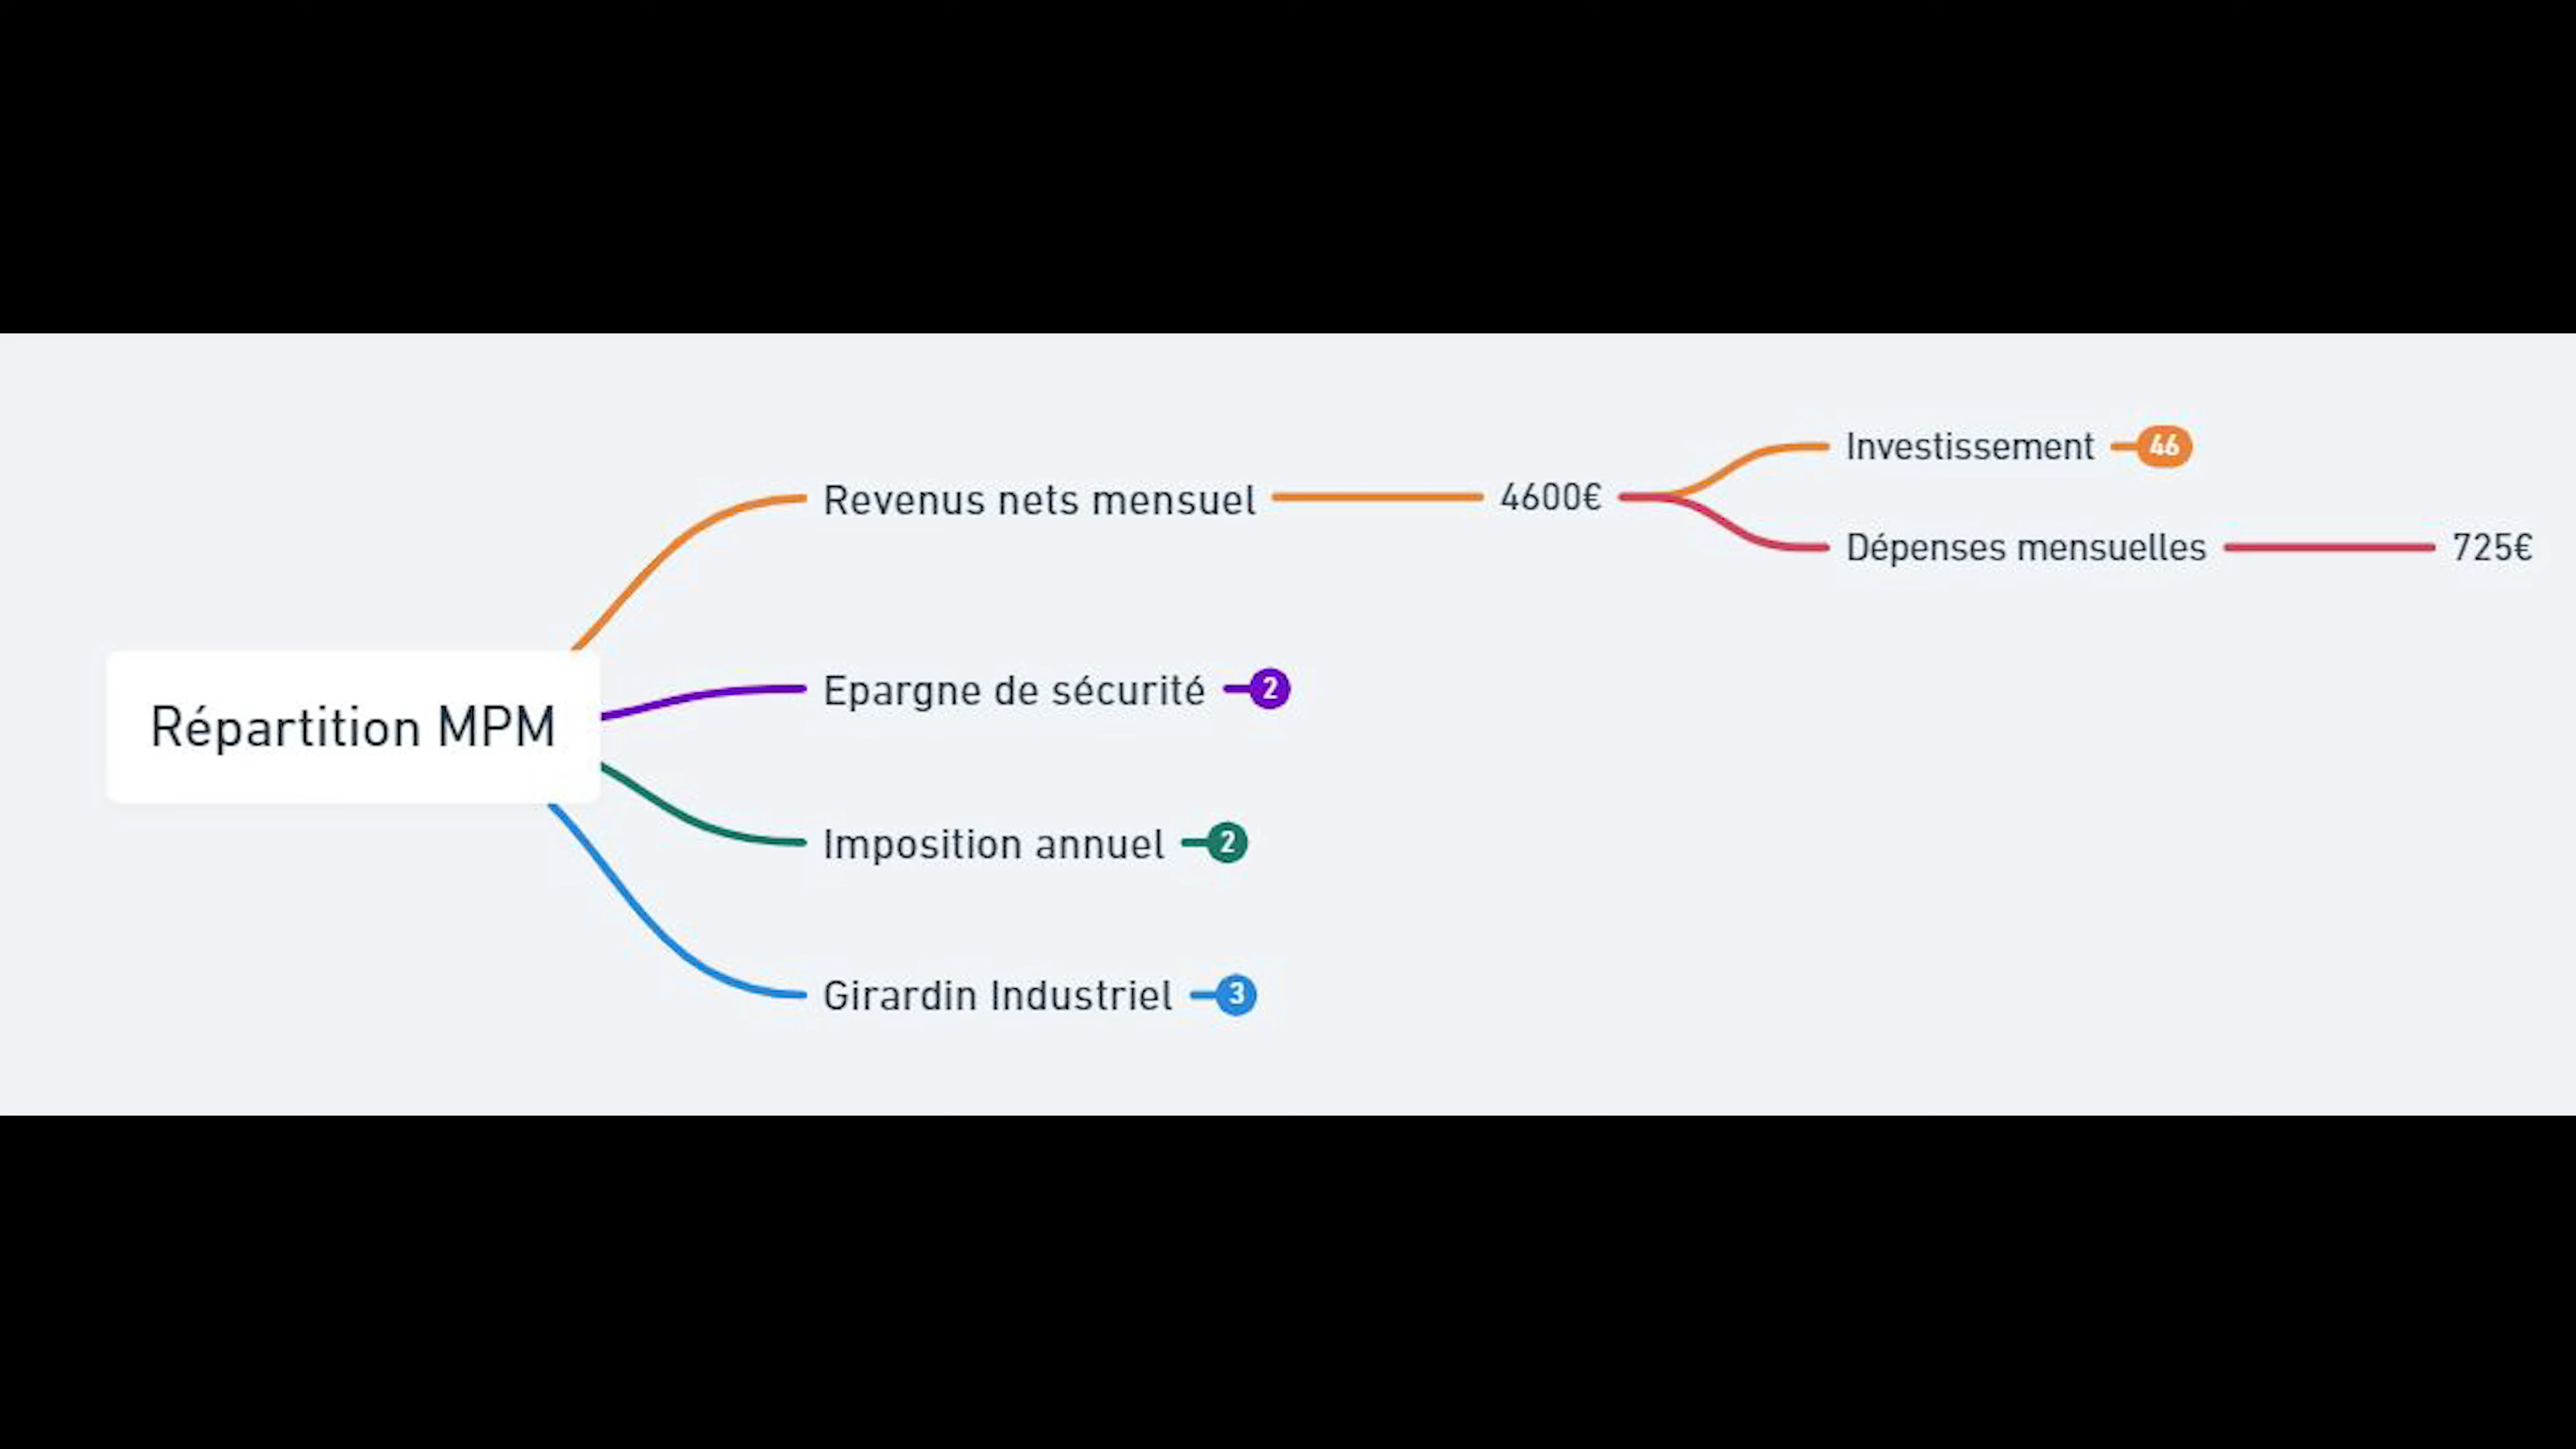 Répartition MPM
Revenus nets mensuel
4600€
Investissement
46
Dépenses mensuelles
725€
Epargne de sécurité
2
Imposition annuel
2
Girardin Industriel
3